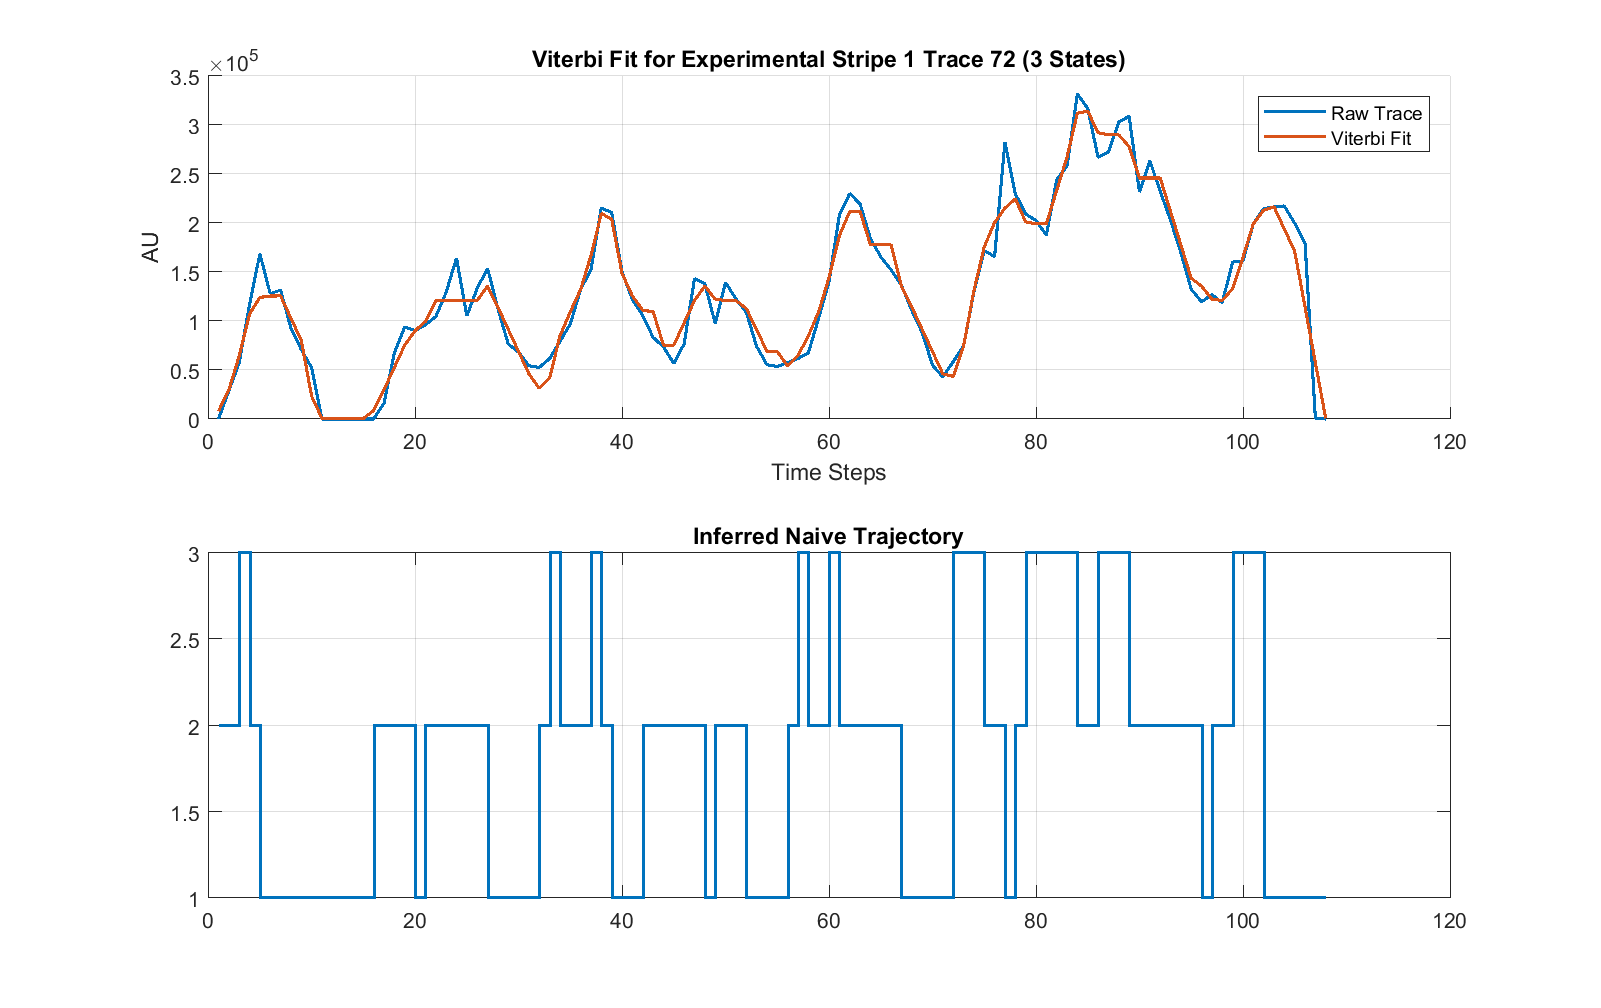 Viterbi Fit for Experimental Stripe 1 Trace 72 (3 States)
×10^5
3.5
3
2.5
2
1.5
1
0.5
0
AU
Raw Trace
Viterbi Fit
0 20 40 60 80 100 120
Time Steps
Inferred Naive Trajectory
3
2.5
2
1.5
1
0 20 40 60 80 100 120